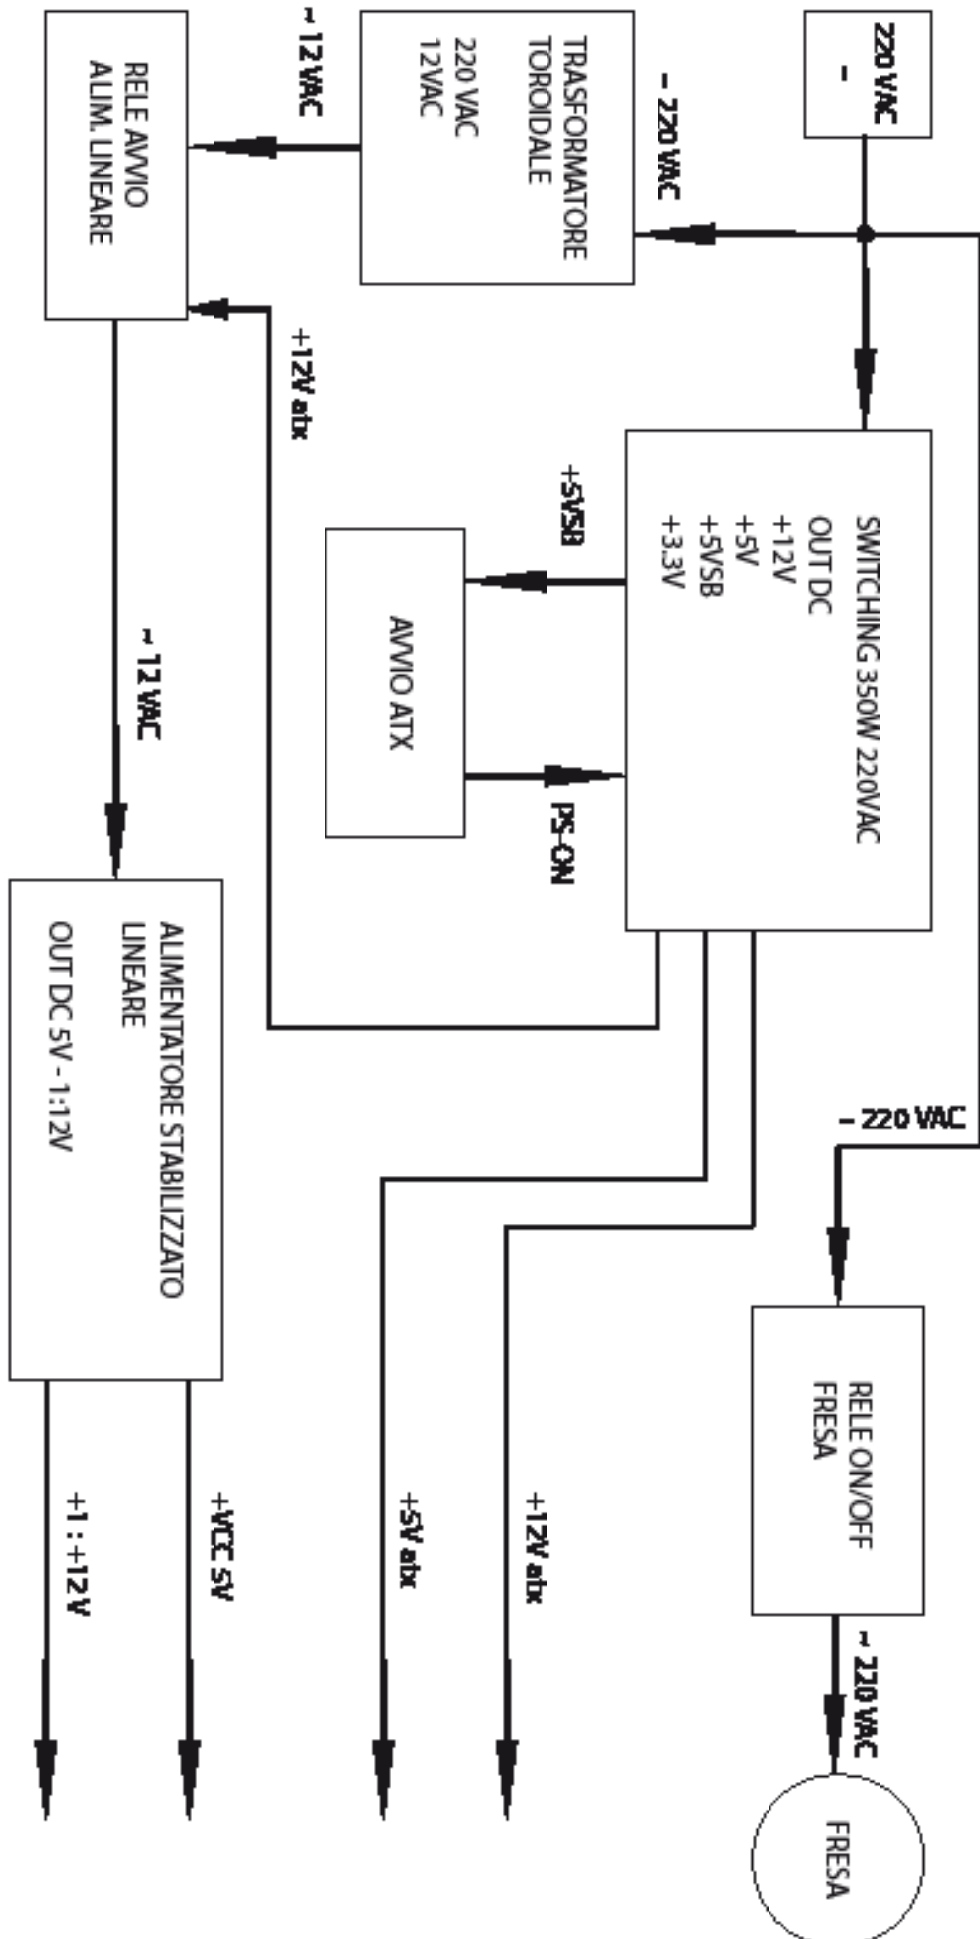 220 VAC
~
~ 220 VAC
TRASFORMATORE
TOROIDALE
220 VAC
12VAC
~ 12 VAC
RELE AVVIO
ALIM. LINEARE
+12V atx
SWITCHING 350W 220VAC
OUT DC
+12V
+5V
+5VSB
+3.3V
+5VSB
AVVIO ATX
PS-ON
~ 12 VAC
ALIMENTATORE STABILIZZATO
LINEARE
OUT DC 5V - 1:12V
~ 220 VAC
RELE ON/OFF
FRESA
~ 220 VAC
FRESA
+12V atx
+5V atx
+VCC 5V
+1 : +12 V